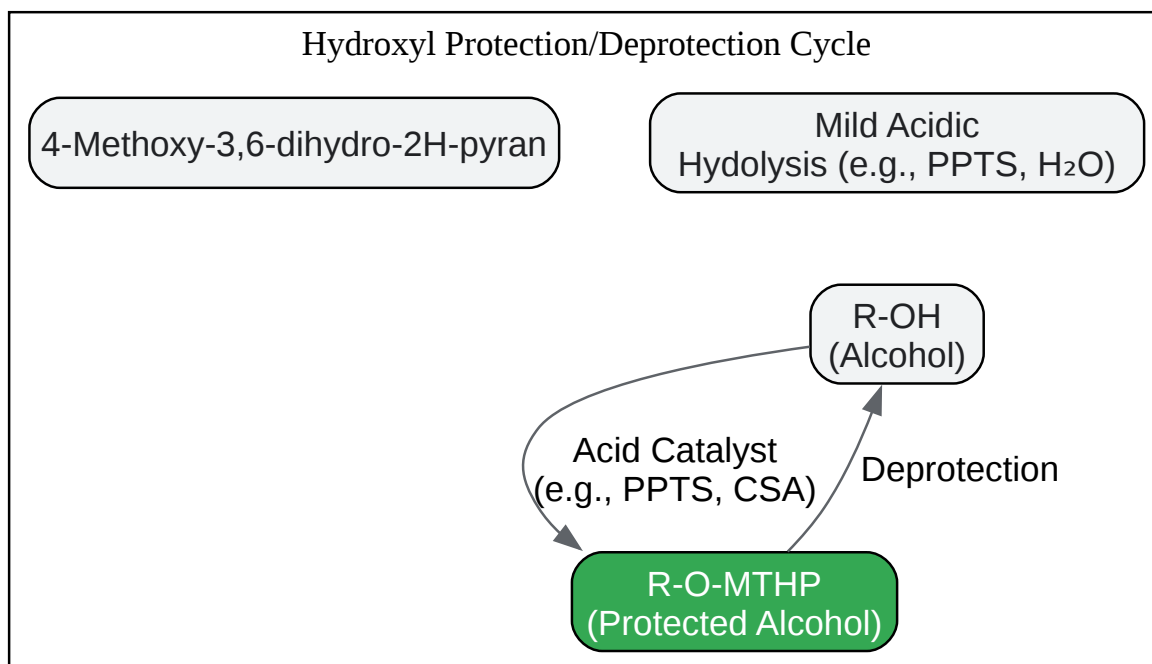 Hydroxyl Protection/Deprotection Cycle
4-Methoxy-3,6-dihydro-2H-pyran
Mild Acidic
Hydolysis (e.g., PPTS, H₂O)
R-OH
(Alcohol)
Acid Catalyst
(e.g., PPTS, CSA)
Deprotection
R-O-MTHP
(Protected Alcohol)